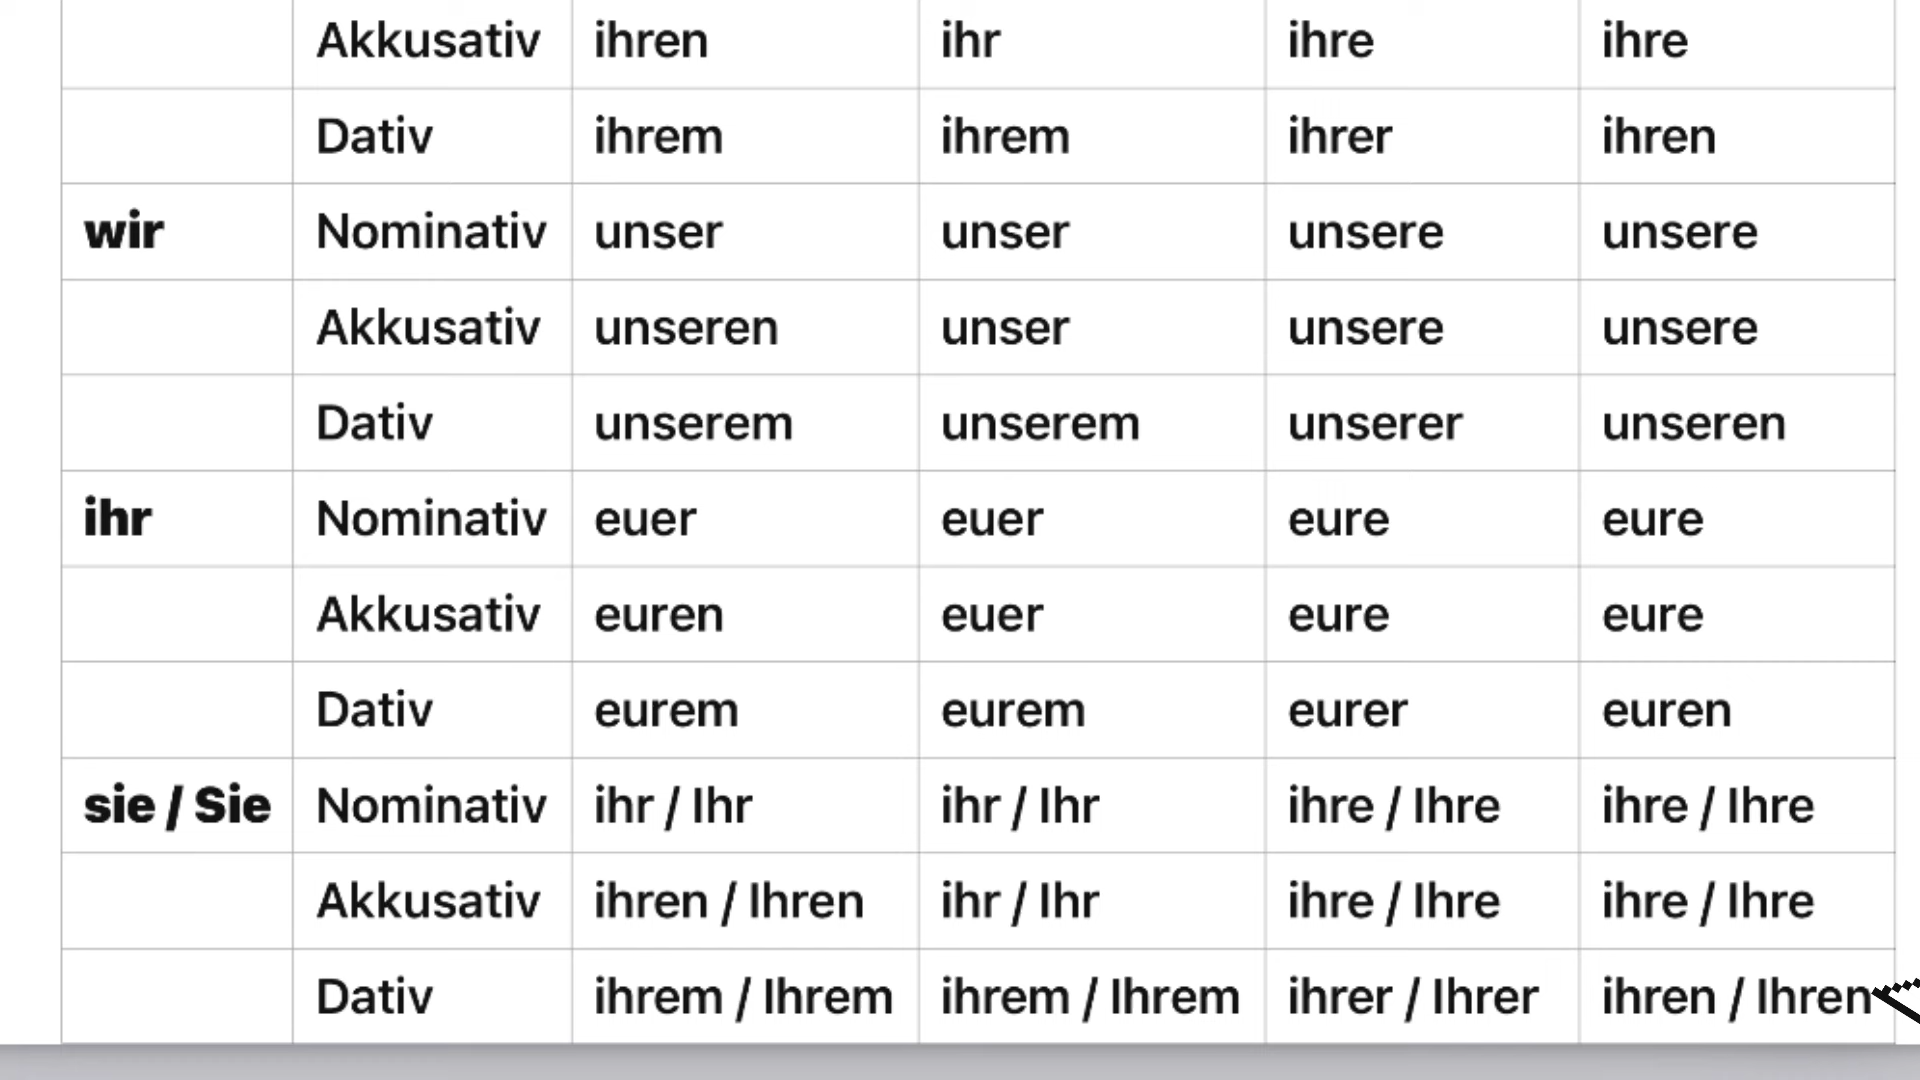 Akkusativ ihren ihr ihre ihre
Dativ ihrem ihrem ihrer ihren
wir Nominativ unser unser unsere unsere
Akkusativ unseren unser unsere unsere
Dativ unserem unserem unserer unseren
ihr Nominativ euer euer eure eure
Akkusativ euren euer eure eure
Dativ eurem eurem eurer euren
sie / Sie Nominativ ihr / Ihr ihr / Ihr ihre / Ihre ihre / Ihre
Akkusativ ihren / Ihren ihr / Ihr ihre / Ihre ihre / Ihre
Dativ ihrem / Ihrem ihrem / Ihrem ihrer / Ihrer ihren / Ihren